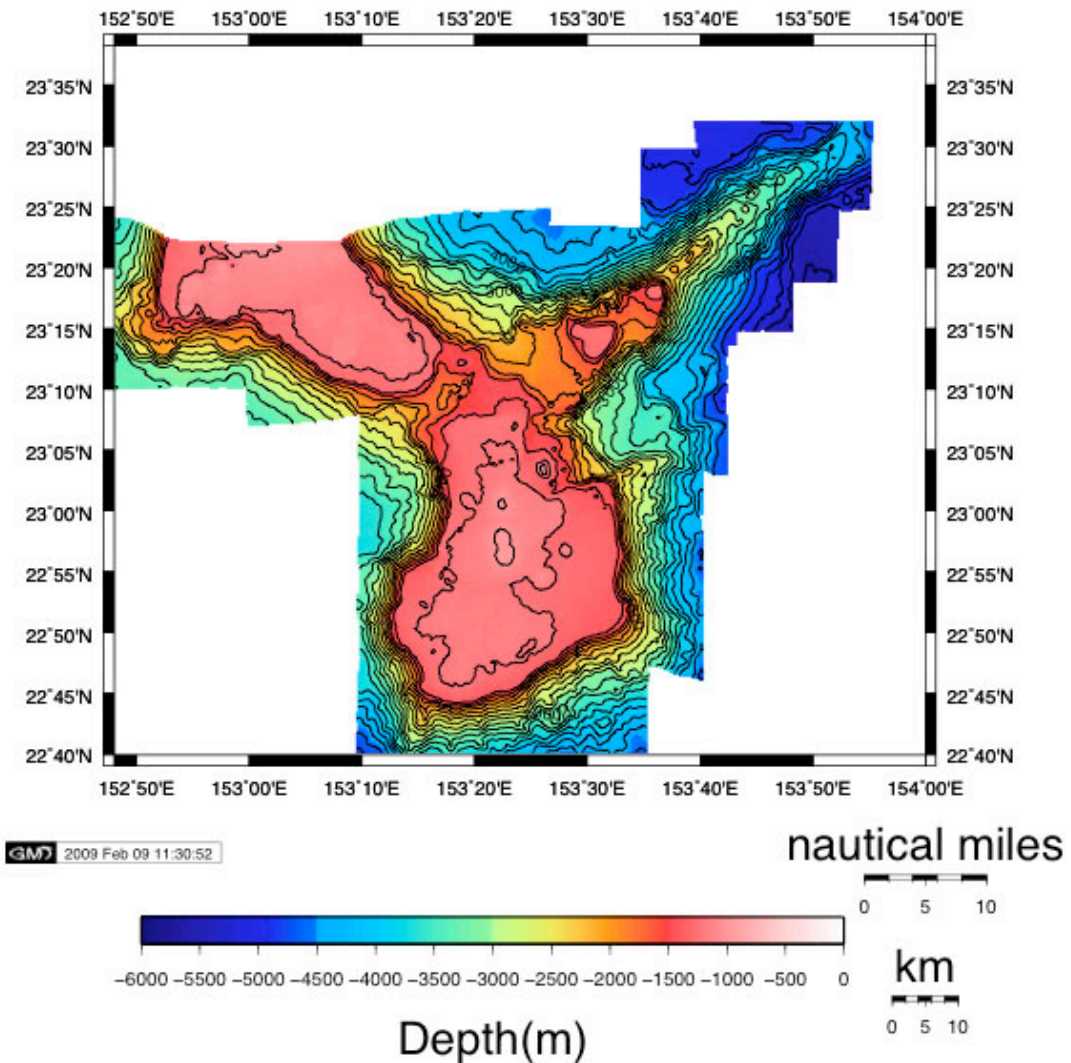 152˚50'E 153˚00'E 153˚10'E 153˚20'E 153˚30'E 153˚40'E 153˚50'E 154˚00'E
23˚35'N 23˚35'N
23˚30'N 23˚30'N
23˚25'N 23˚25'N
23˚20'N 23˚20'N
23˚15'N 23˚15'N
23˚10'N 23˚10'N
23˚05'N 23˚05'N
23˚00'N 23˚00'N
22˚55'N 22˚55'N
22˚50'N 22˚50'N
22˚45'N 22˚45'N
22˚40'N 22˚40'N
152˚50'E 153˚00'E 153˚10'E 153˚20'E 153˚30'E 153˚40'E 153˚50'E 154˚00'E
GMT 2009 Feb 09 11:30:52
nautical miles
0 5 10
−6000 −5500 −5000 −4500 −4000 −3500 −3000 −2500 −2000 −1500 −1000 −500 0
km
0 5 10
Depth(m)